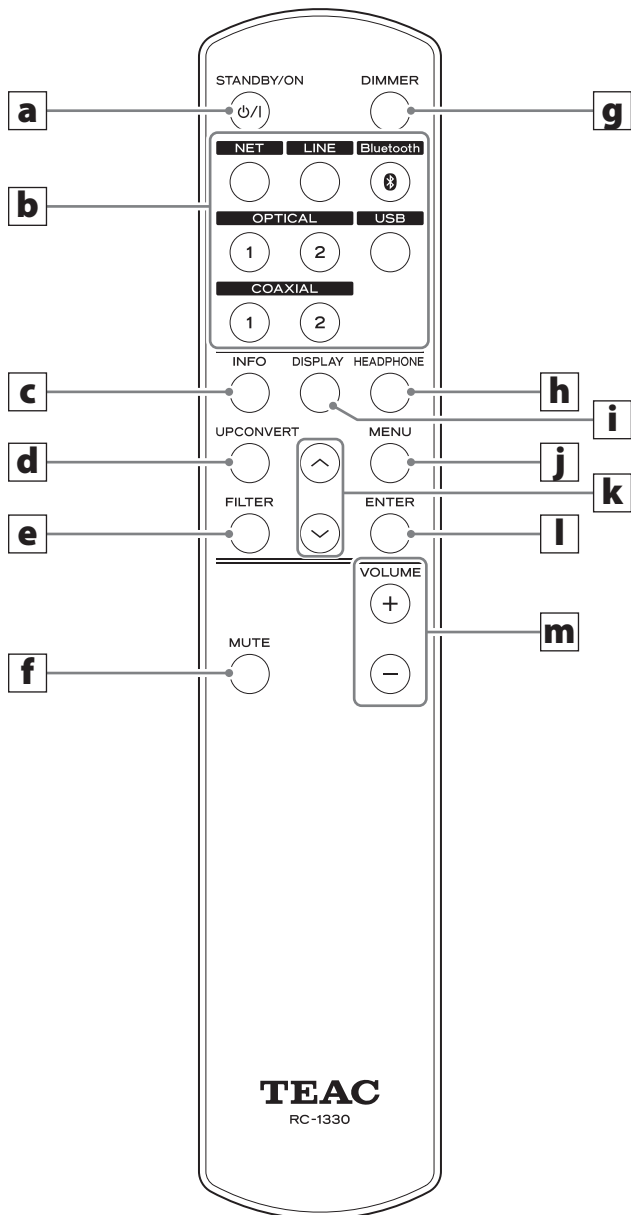 STANDBY/ON DIMMER
a g
⏻/I
NET LINE Bluetooth
b
OPTICAL USB
1 2
COAXIAL
1 2
INFO DISPLAY HEADPHONE
c h
i
UPCONVERT MENU
d j
k
FILTER ENTER
e l
VOLUME
+
m
MUTE
f
−
TEAC
RC-1330